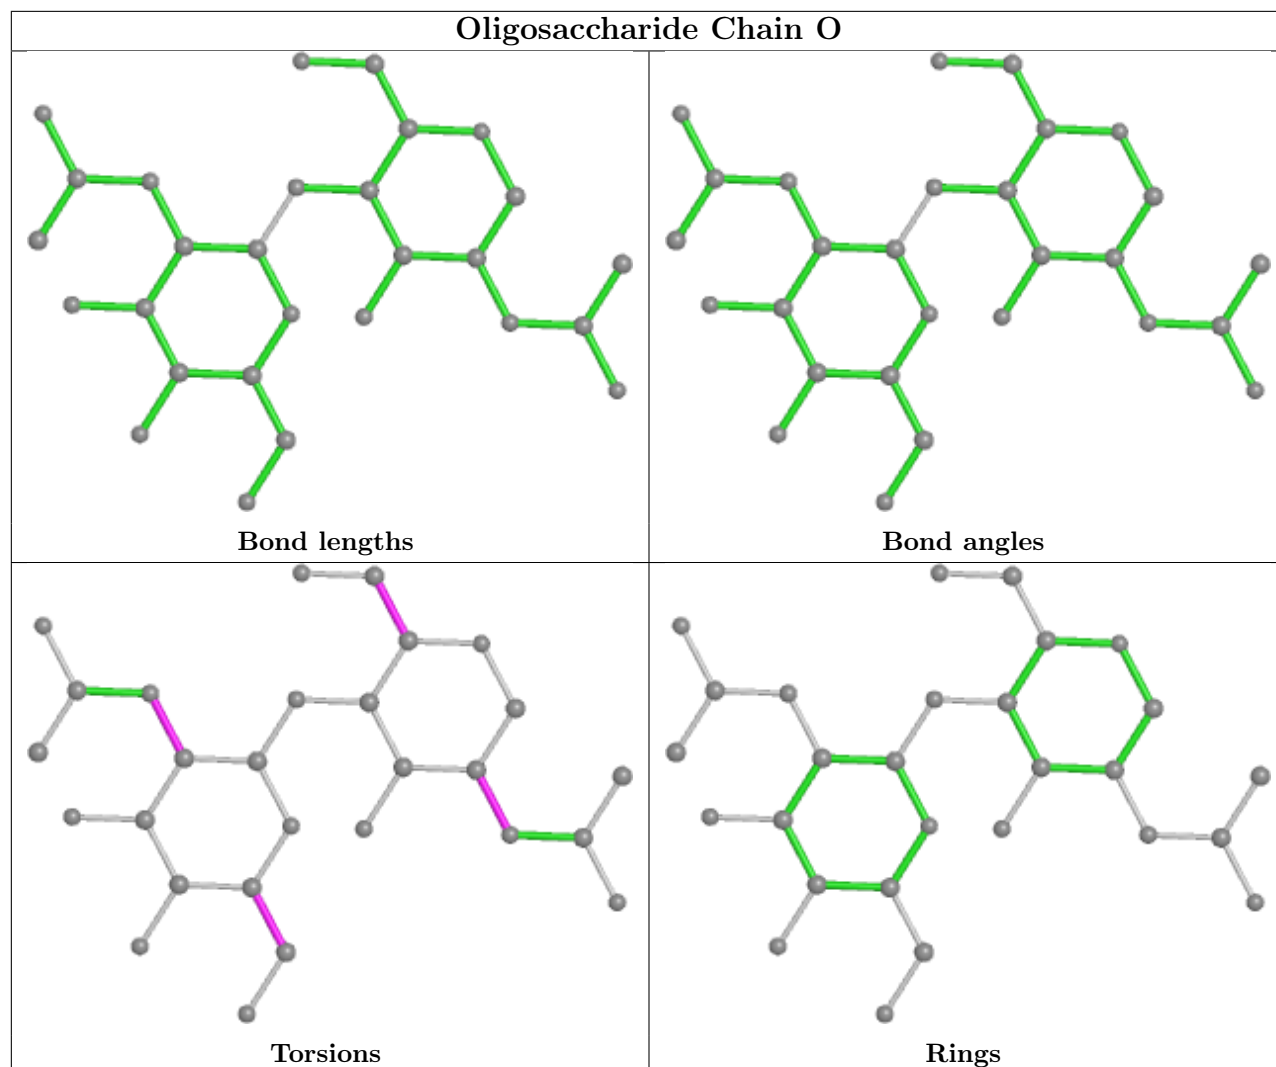 Oligosaccharide Chain O
Bond lengths
Bond angles
Torsions
Rings